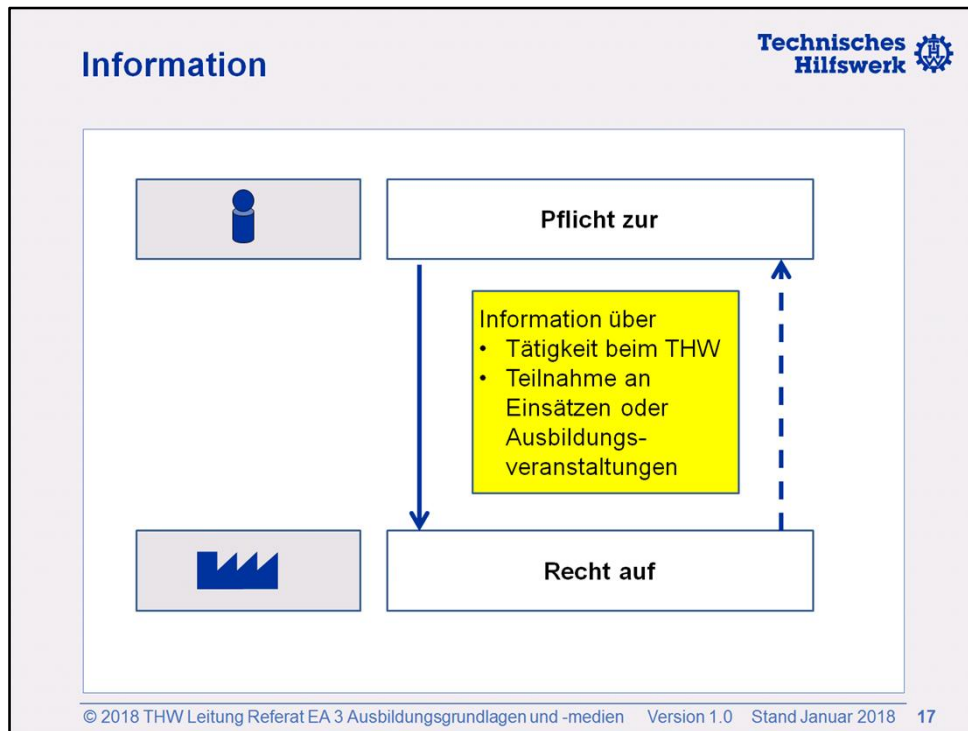 Information
Technisches
Hilfswerk
Pflicht zur
Information über
• Tätigkeit beim THW
• Teilnahme an
Einsätzen oder
Ausbildungs-
veranstaltungen
Recht auf
© 2018 THW Leitung Referat EA 3 Ausbildungsgrundlagen und -medien Version 1.0 Stand Januar 2018 17